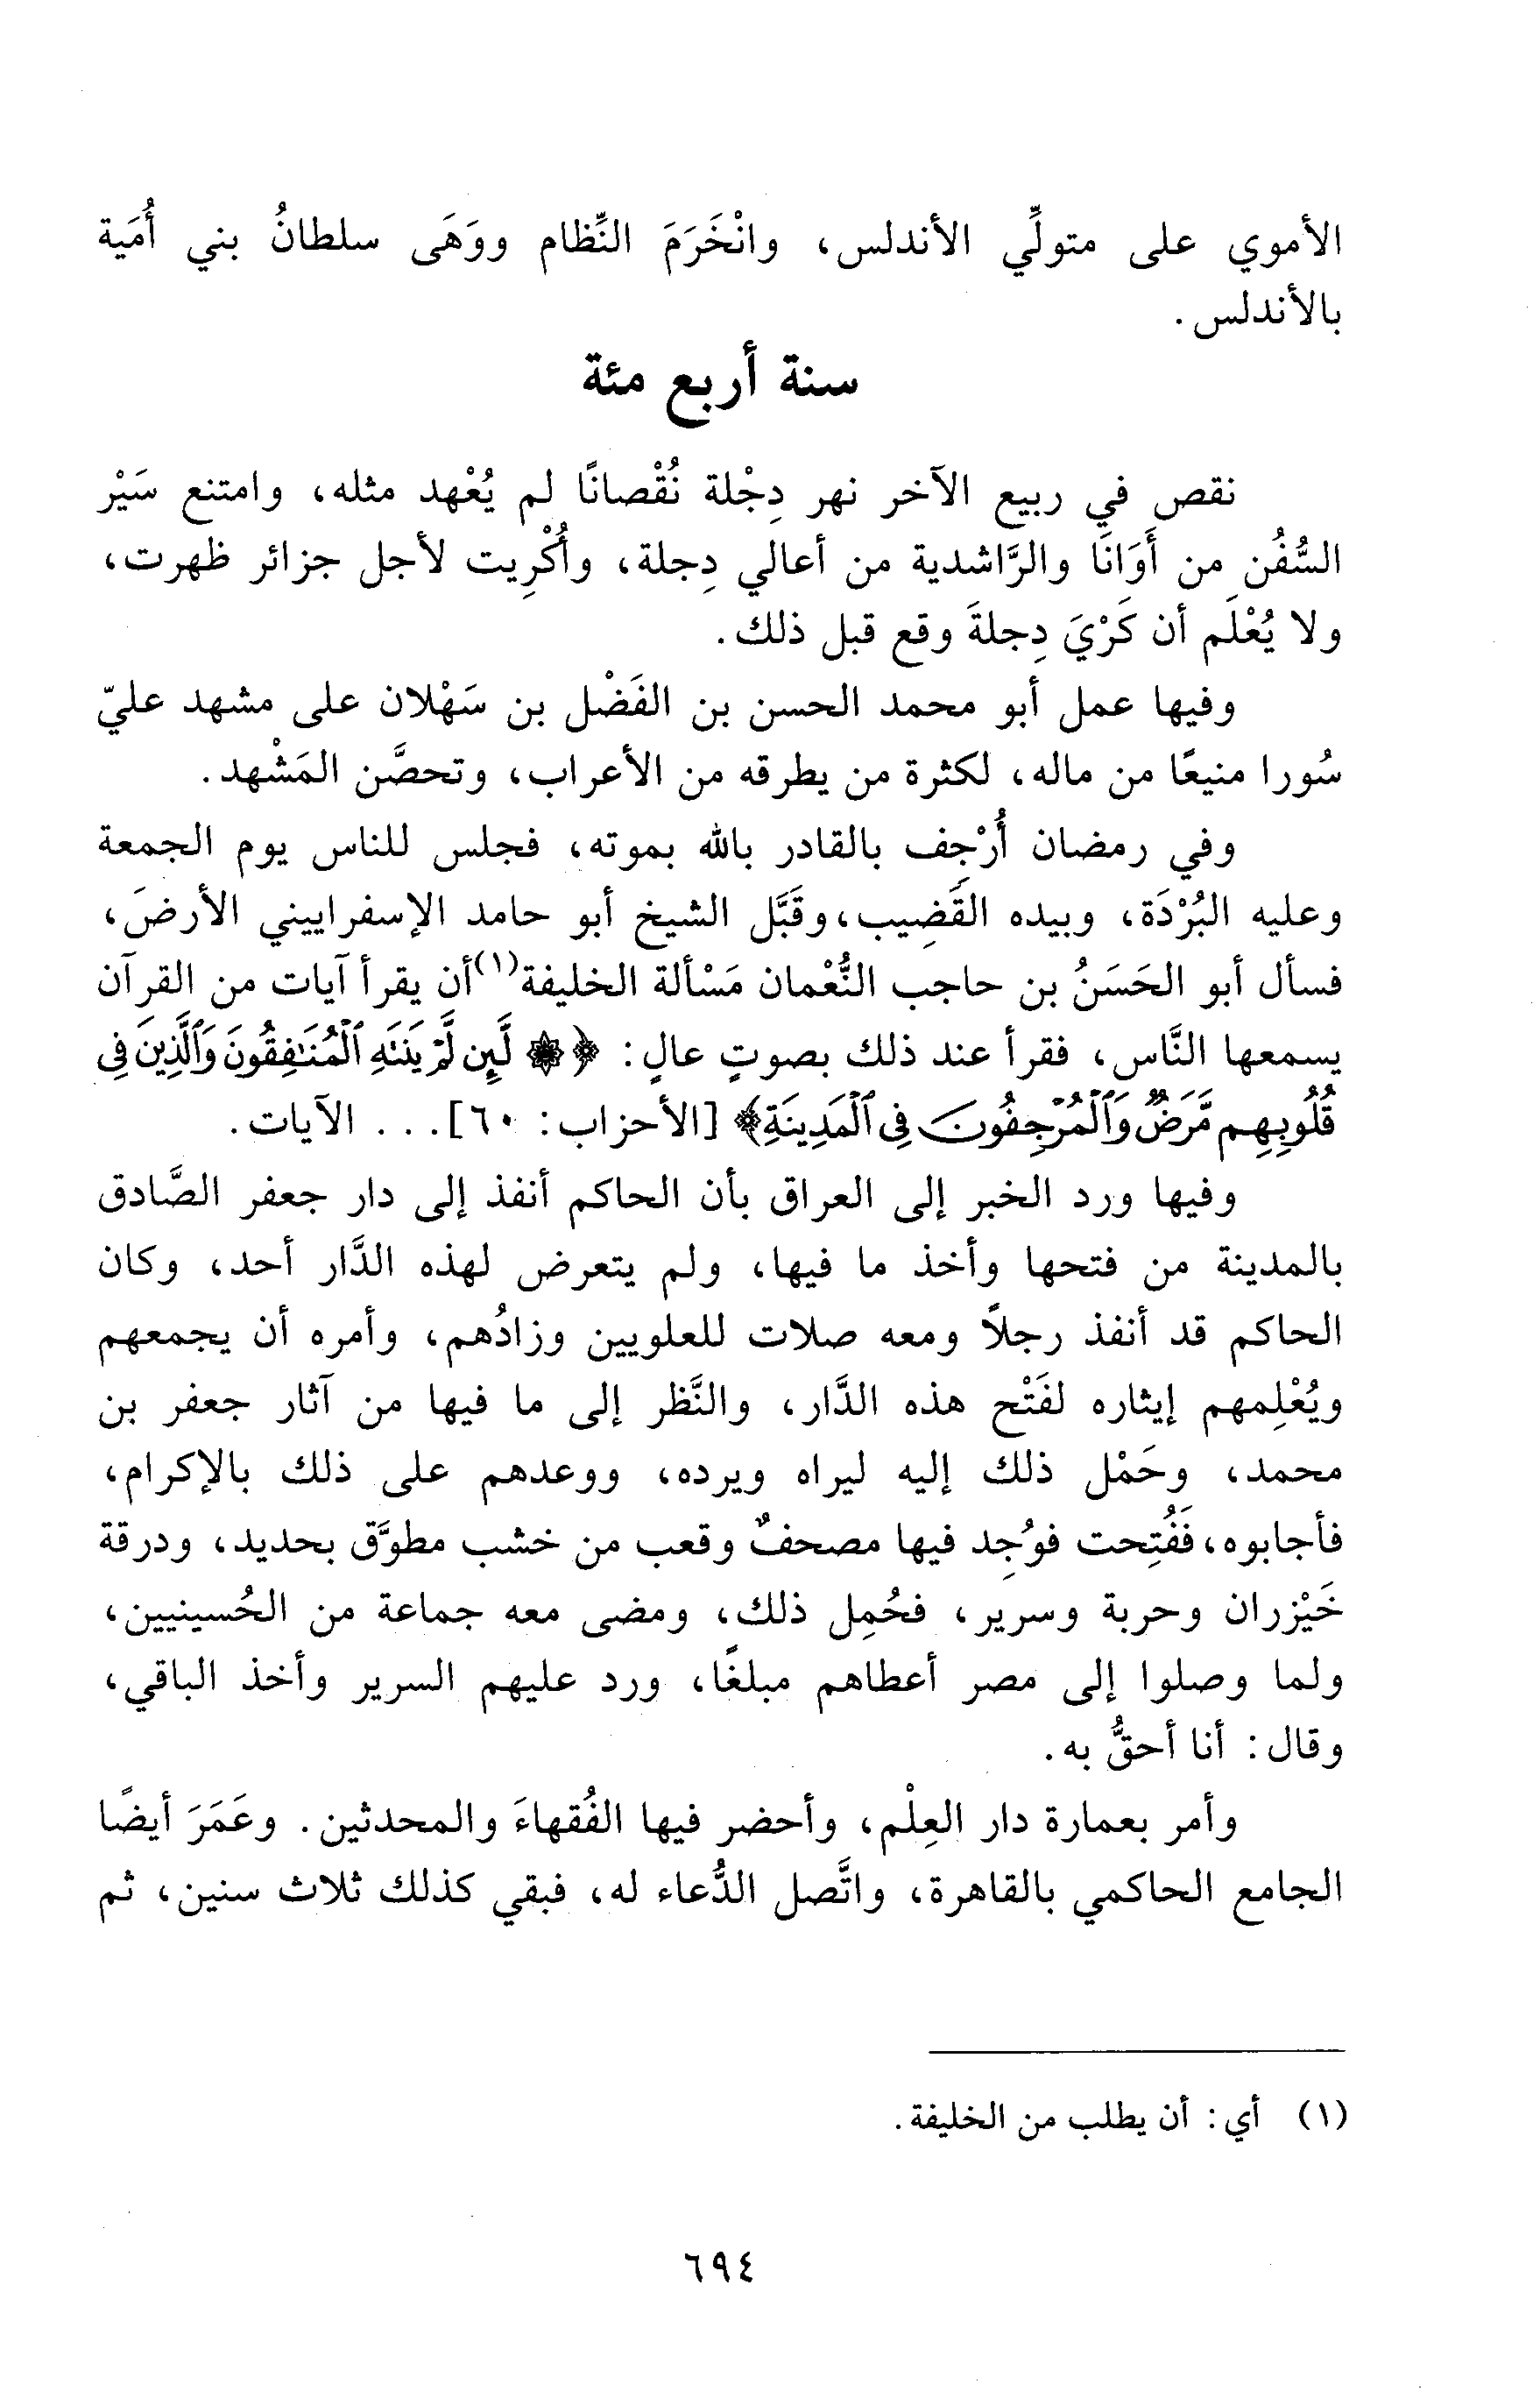 الأموي على متولِّي الأندلس، وانْخَرَمَ النِّظام ووَهَى سلطانُ بني أُمَية
بالأندلس.
سنة أربع مئة
نقص في ربيع الآخر نهر دِجْلة نُقْصانًا لم يُعْهد مثله، وامتنع سَيْر
السُّفُن مِن أَوَانَا والرَّاشدية من أعالي دِجلة، وأُكْرِيت لأجل جزائر ظهرت،
ولا يُعْلَم أن كَرْيَ دِجلةَ وقع قبل ذلك.
وفيها عمل أبو محمد الحسن بن الفَضْل بن سَهْلان على مشهد عليّ
سُورا منيعًا من ماله، لكثرة من يطرقه من الأعراب، وتحصَّن المَشْهد.
وفي رمضان أُرْجِف بالقادر بالله بموته، فجلس للناس يوم الجمعة
وعليه البُرْدَة، وبيده القَضِيب، وقَبَّل الشيخ أبو حامد الإسفراييني الأرضَ،
فسأل أبو الحَسَنُ بن حاجب النُّعْمان مَسْألة الخليفة(١) أن يقرأ آيات من القرآن
يسمعها النَّاس، فقرأ عند ذلك بصوتٍ عالٍ: ﴿۞ لَّئِن لَّمْ يَنتَهِ ٱلْمُنَٰفِقُونَ وَٱلَّذِينَ فِى
قُلُوبِهِم مَّرَضٌ وَٱلْمُرْجِفُونَ فِى ٱلْمَدِينَةِ﴾ [الأحزاب: ٦٠]... الآيات.
وفيها ورد الخبر إلى العراق بأن الحاكم أنفذ إلى دار جعفر الصَّادق
بالمدينة من فتحها وأخذ ما فيها، ولم يتعرض لهذه الدَّار أحد، وكان
الحاكم قد أنفذ رجلاً ومعه صلات للعلويين وزادُهم، وأمره أن يجمعهم
ويُعْلِمهم إيثاره لفَتْح هذه الدَّار، والنَّظر إلى ما فيها من آثار جعفر بن
محمد، وحَمْل ذلك إليه ليراه ويرده، ووعدهم على ذلك بالإكرام،
فأجابوه، فَفُتِحت فوُجِد فيها مصحفٌ وقعب من خشب مطوَّق بحديد، ودرقة
خَيْزران وحربة وسرير، فحُمِل ذلك، ومضى معه جماعة من الحُسينيين،
ولما وصلوا إلى مصر أعطاهم مبلغًا، ورد عليهم السرير وأخذ الباقي،
وقال: أنا أحقُّ به.
وأمر بعمارة دار العِلْم، وأحضر فيها الفُقهاءَ والمحدثين. وعَمَرَ أيضًا
الجامع الحاكمي بالقاهرة، واتَّصل الدُّعاء له، فبقي كذلك ثلاث سنين، ثم
(١) أي: أن يطلب من الخليفة.
٦٩٤